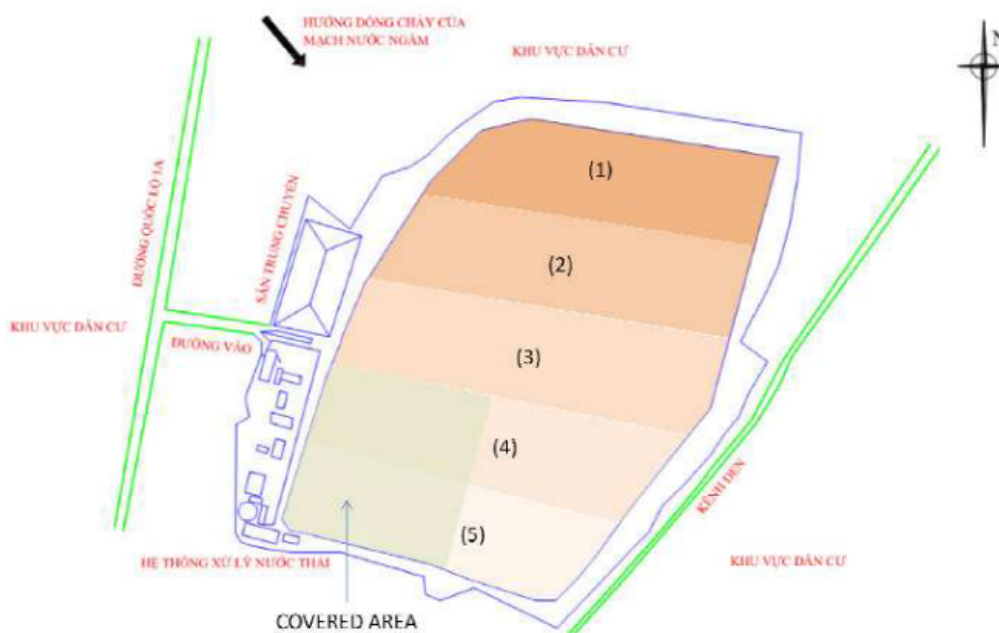 HƯỚNG DÒNG CHẢY CỦA
MẠCH NƯỚC NGẦM
KHU VỰC DÂN CƯ
N
(1)
ĐƯỜNG QUỐC LỘ 1A
SÂN TRUNG CHUYỂN
(2)
KHU VỰC DÂN CƯ
ĐƯỜNG VÀO
(3)
(4)
KÊNH ĐEN
(5)
HỆ THỐNG XỬ LÝ NƯỚC THẢI
KHU VỰC DÂN CƯ
COVERED AREA